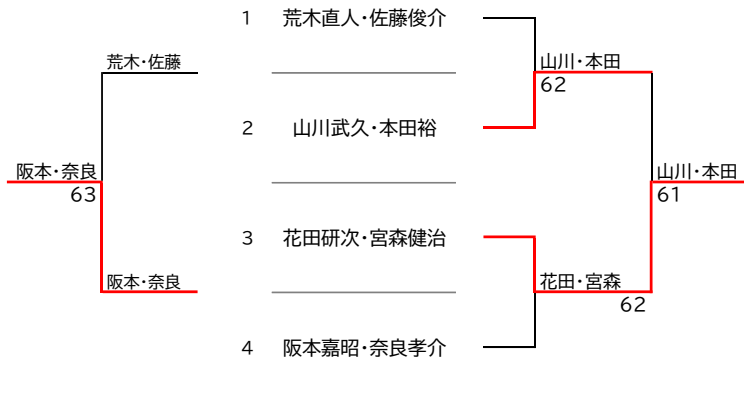 1 荒木直人・佐藤俊介
荒木・佐藤
山川・本田
62
2 山川武久・本田裕
阪本・奈良
63
山川・本田
61
3 花田研次・宮森健治
阪本・奈良
花田・宮森
62
4 阪本嘉昭・奈良孝介